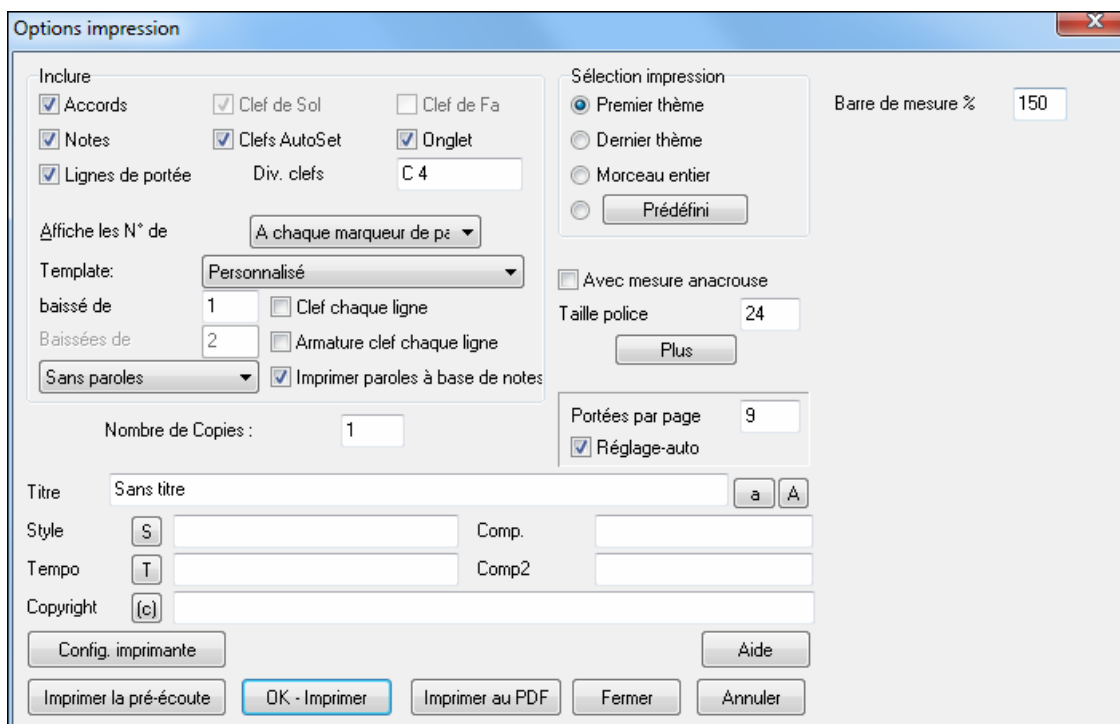 Options impression
Inclure
Accords
Clef de Sol
Clef de Fa
Notes
Clefs AutoSet
Onglet
Lignes de portée
Div. clefs
C 4
Affiche les N° de
A chaque marqueur de pa
Template:
Personnalisé
baissé de
1
Clef chaque ligne
Baissées de
2
Armature clef chaque ligne
Sans paroles
Imprimer paroles à base de notes
Nombre de Copies :
1
Sélection impression
Premier thème
Dernier thème
Morceau entier
Prédéfini
Barre de mesure %
150
Avec mesure anacrouse
Taille police
24
Plus
Portées par page
9
Réglage-auto
Titre
Sans titre
a
A
Style
S
Comp.
Tempo
T
Comp2
Copyright
(c)
Config. imprimante
Aide
Imprimer la pré-écoute
OK - Imprimer
Imprimer au PDF
Fermer
Annuler